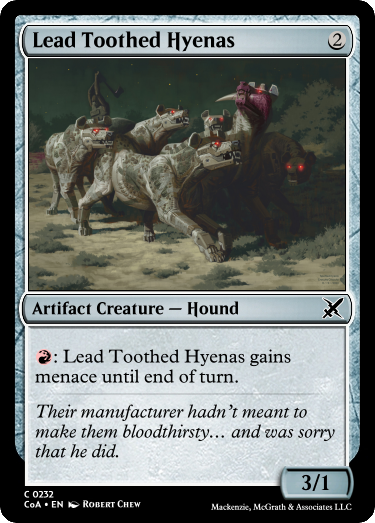 Lead Toothed Hyenas 2
Artifact Creature — Hound
: Lead Toothed Hyenas gains
menace until end of turn.
Their manufacturer hadn't meant to
make them bloodthirsty… and was sorry
that he did.
3/1
C 0232
CoA • EN Robert Chew
Mackenzie, McGrath & Associates LLC